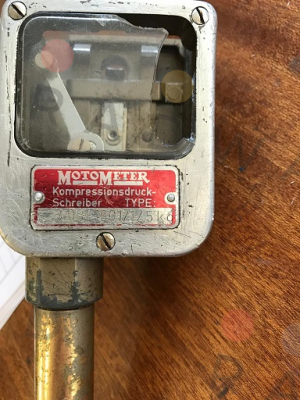 MOTOMETER
Kompressionsdruck-
Schreiber TYPE